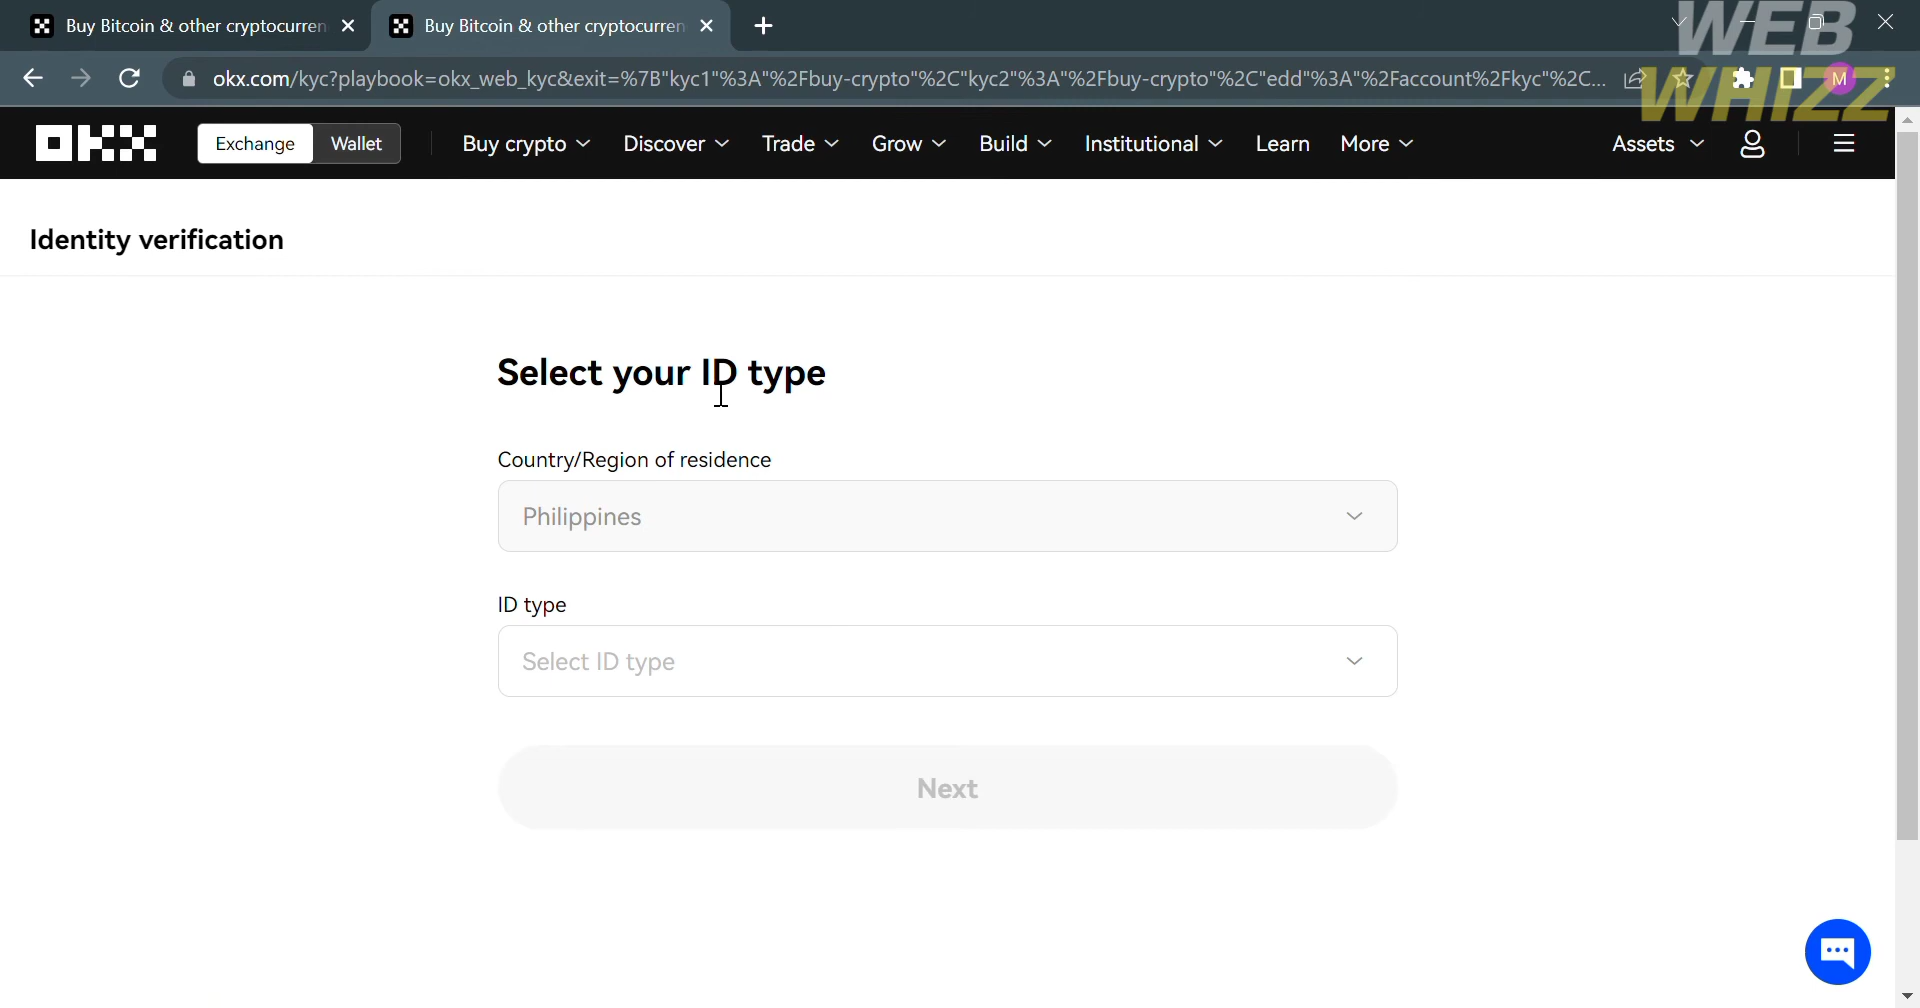 Buy Bitcoin & other cryptocurren
Buy Bitcoin & other cryptocurren
okx.com/kyc?playbook=okx_web_kyc&exit=%7B"kyc1"%3A"%2Fbuy-crypto"%2C"kyc2"%3A"%2Fbuy-crypto"%2C"edd"%3A"%2Faccount%2Fkyc"%2C...
M
WEB
WHIZZ
OKX
Exchange
Wallet
Buy crypto
Discover
Trade
Grow
Build
Institutional
Learn
More
Assets
Identity verification
Select your ID type
Country/Region of residence
Philippines
ID type
Select ID type
Next